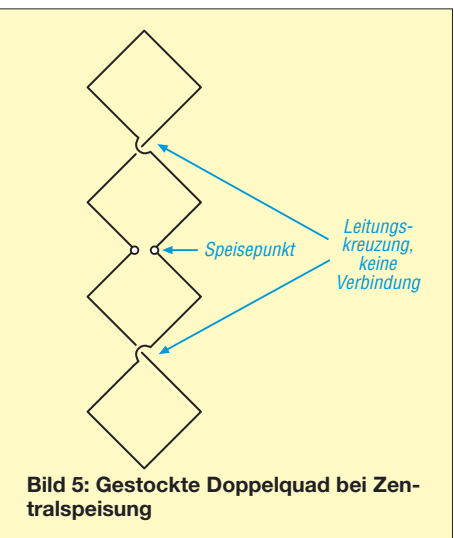 Leitungs-
kreuzung,
keine
Verbindung
Speisepunkt
Bild 5: Gestockte Doppelquad bei Zen-
tralspeisung